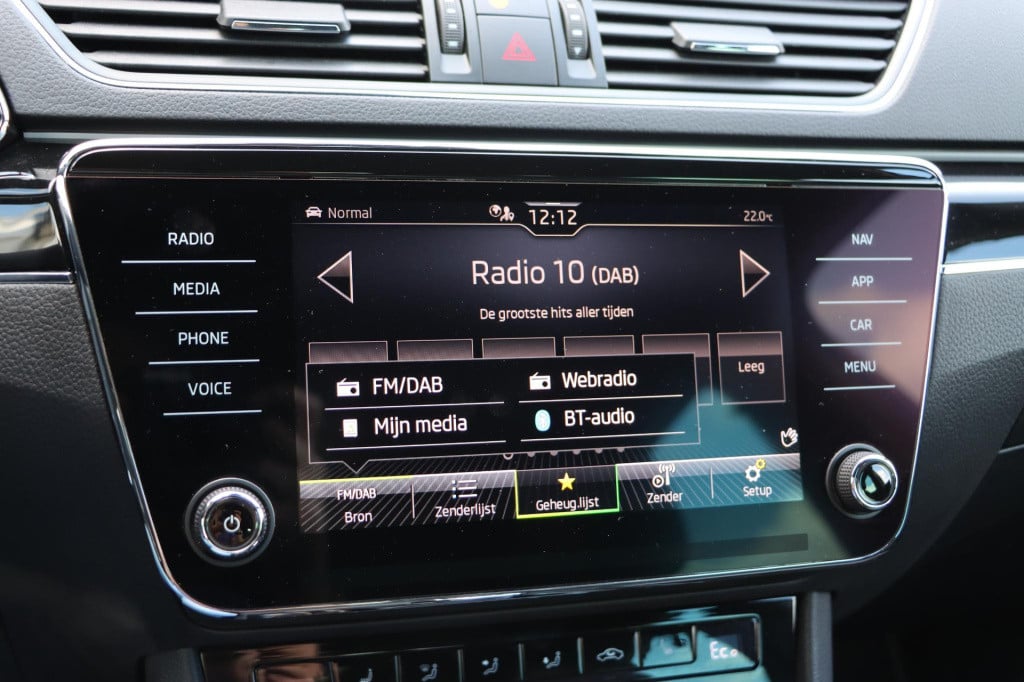 Normal
12:12
22.0°C
RADIO
MEDIA
PHONE
VOICE
Radio 10 (DAB)
De grootste hits aller tijden
NAV
APP
CAR
MENU
Leeg
FM/DAB
Webradio
Mijn media
BT-audio
FM/DAB
Bron
Zenderlijst
Geheug.lijst
Zender
Setup
Eco